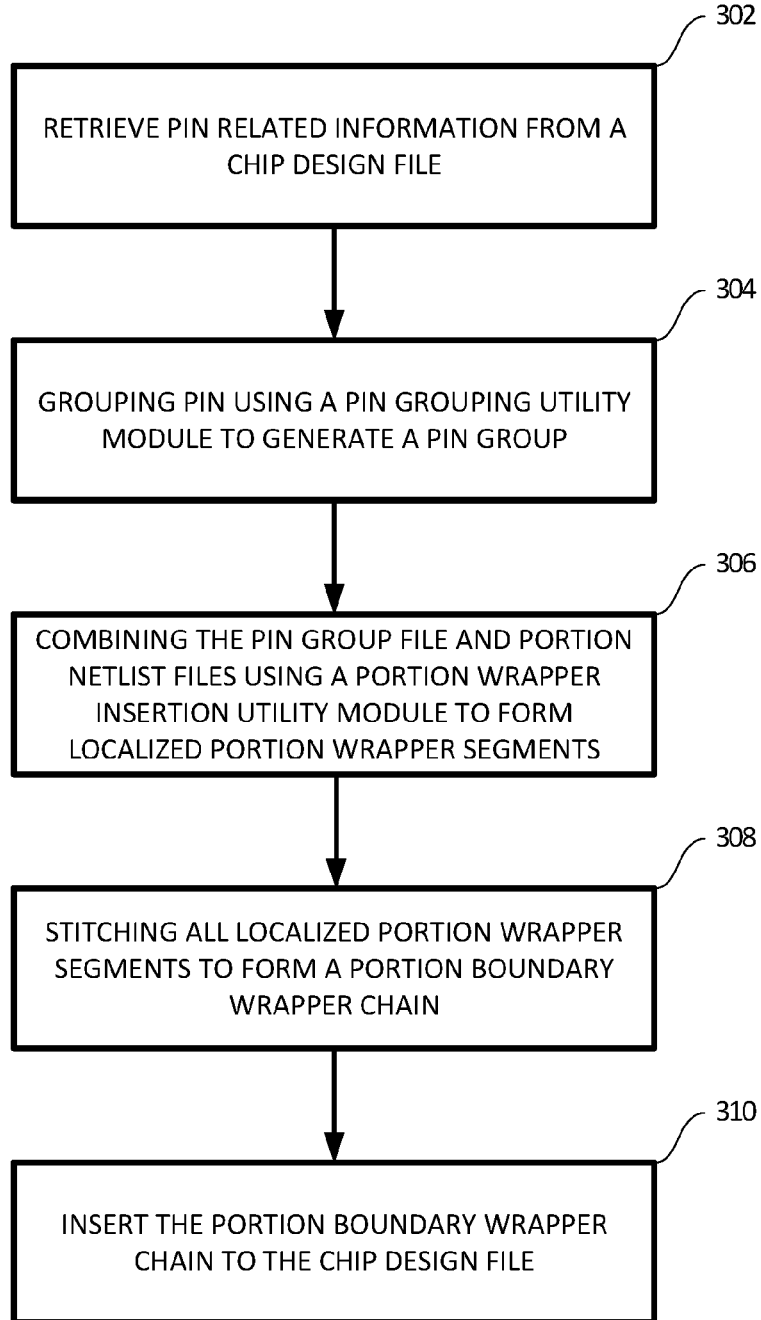 302
RETRIEVE PIN RELATED INFORMATION FROM A
CHIP DESIGN FILE
304
GROUPING PIN USING A PIN GROUPING UTILITY
MODULE TO GENERATE A PIN GROUP
306
COMBINING THE PIN GROUP FILE AND PORTION
NETLIST FILES USING A PORTION WRAPPER
INSERTION UTILITY MODULE TO FORM
LOCALIZED PORTION WRAPPER SEGMENTS
308
STITCHING ALL LOCALIZED PORTION WRAPPER
SEGMENTS TO FORM A PORTION BOUNDARY
WRAPPER CHAIN
310
INSERT THE PORTION BOUNDARY WRAPPER
CHAIN TO THE CHIP DESIGN FILE